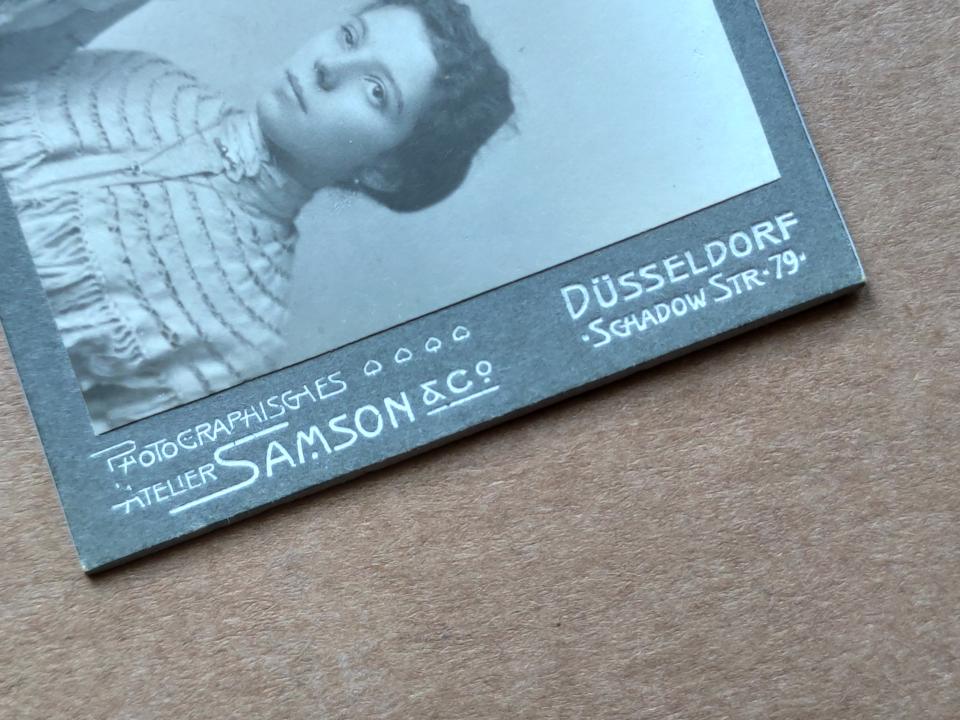 PHOTOGRAPHISCHES
ATELIER SAMSON & Co
DÜSSELDORF
·SCHADOW STR·79·